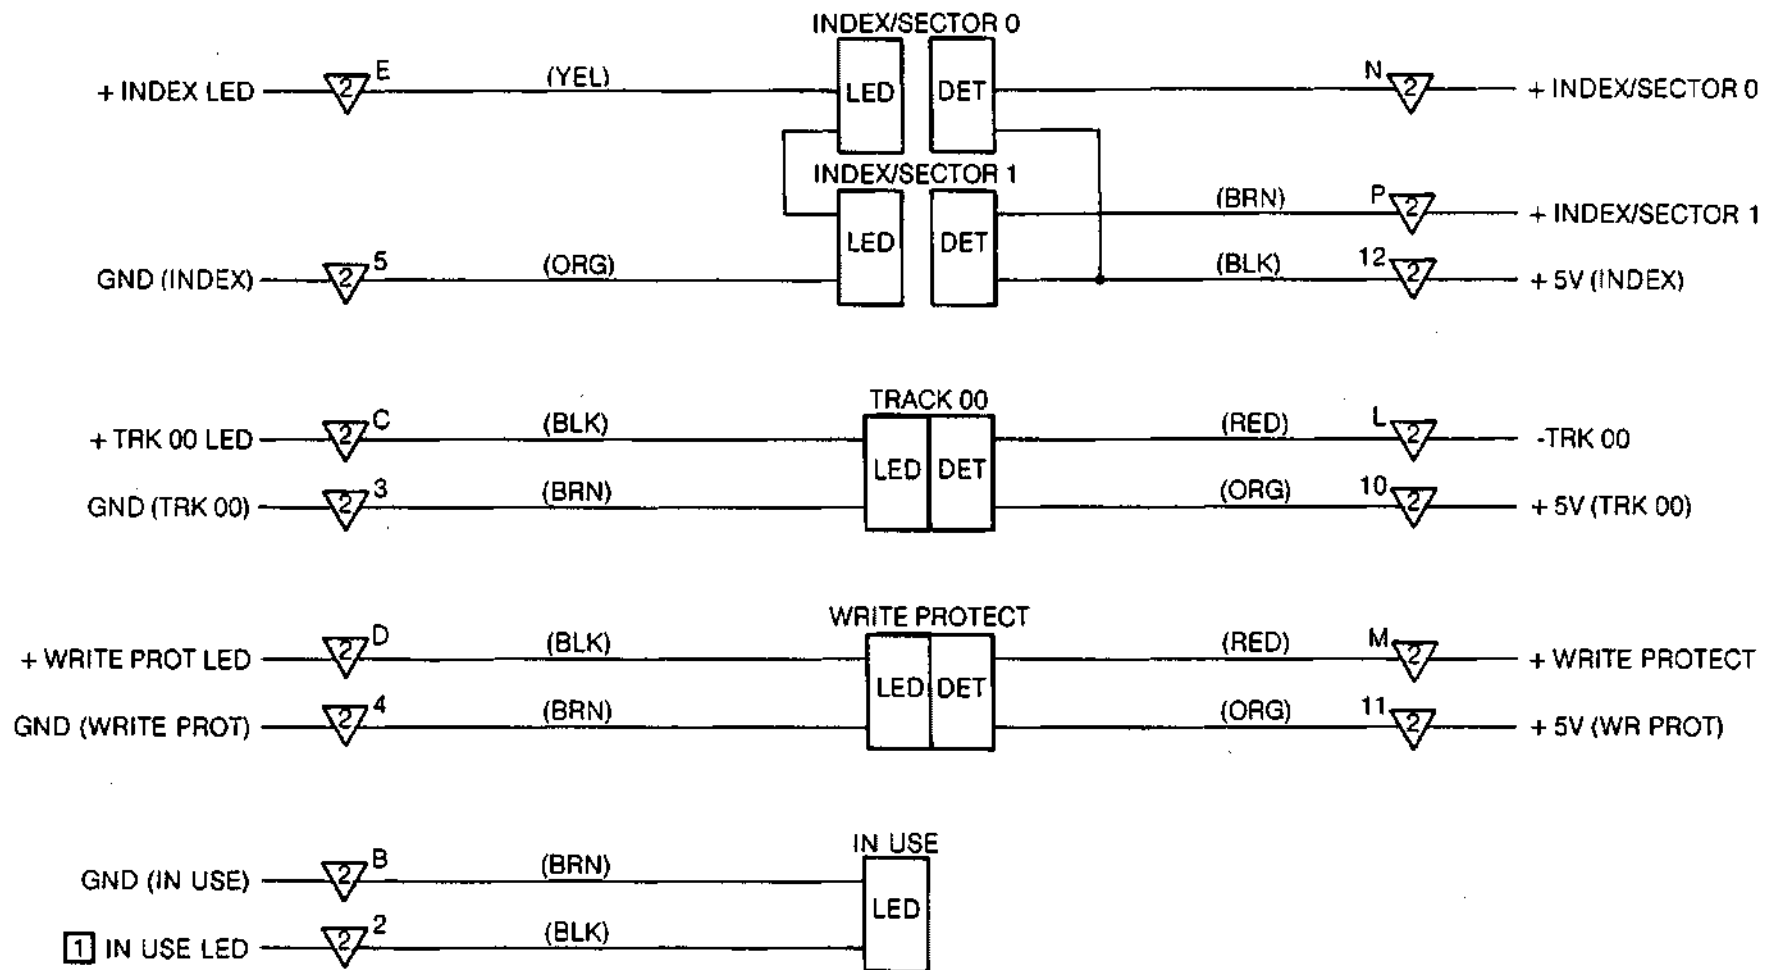 INDEX/SECTOR 0
+ INDEX LED 2 E (YEL) LED DET N 2 + INDEX/SECTOR 0
INDEX/SECTOR 1
(BRN) P 2 + INDEX/SECTOR 1
LED DET
GND (INDEX) 2 5 (ORG) (BLK) 12 2 + 5V (INDEX)
TRACK 00
+ TRK 00 LED 2 C (BLK) (RED) L 2 -TRK 00
LED DET
GND (TRK 00) 2 3 (BRN) (ORG) 10 2 + 5V (TRK 00)
WRITE PROTECT
+ WRITE PROT LED 2 D (BLK) (RED) M 2 + WRITE PROTECT
LED DET
GND (WRITE PROT) 2 4 (BRN) (ORG) 11 2 + 5V (WR PROT)
IN USE
GND (IN USE) 2 B (BRN)
LED
1 IN USE LED 2 2 (BLK)